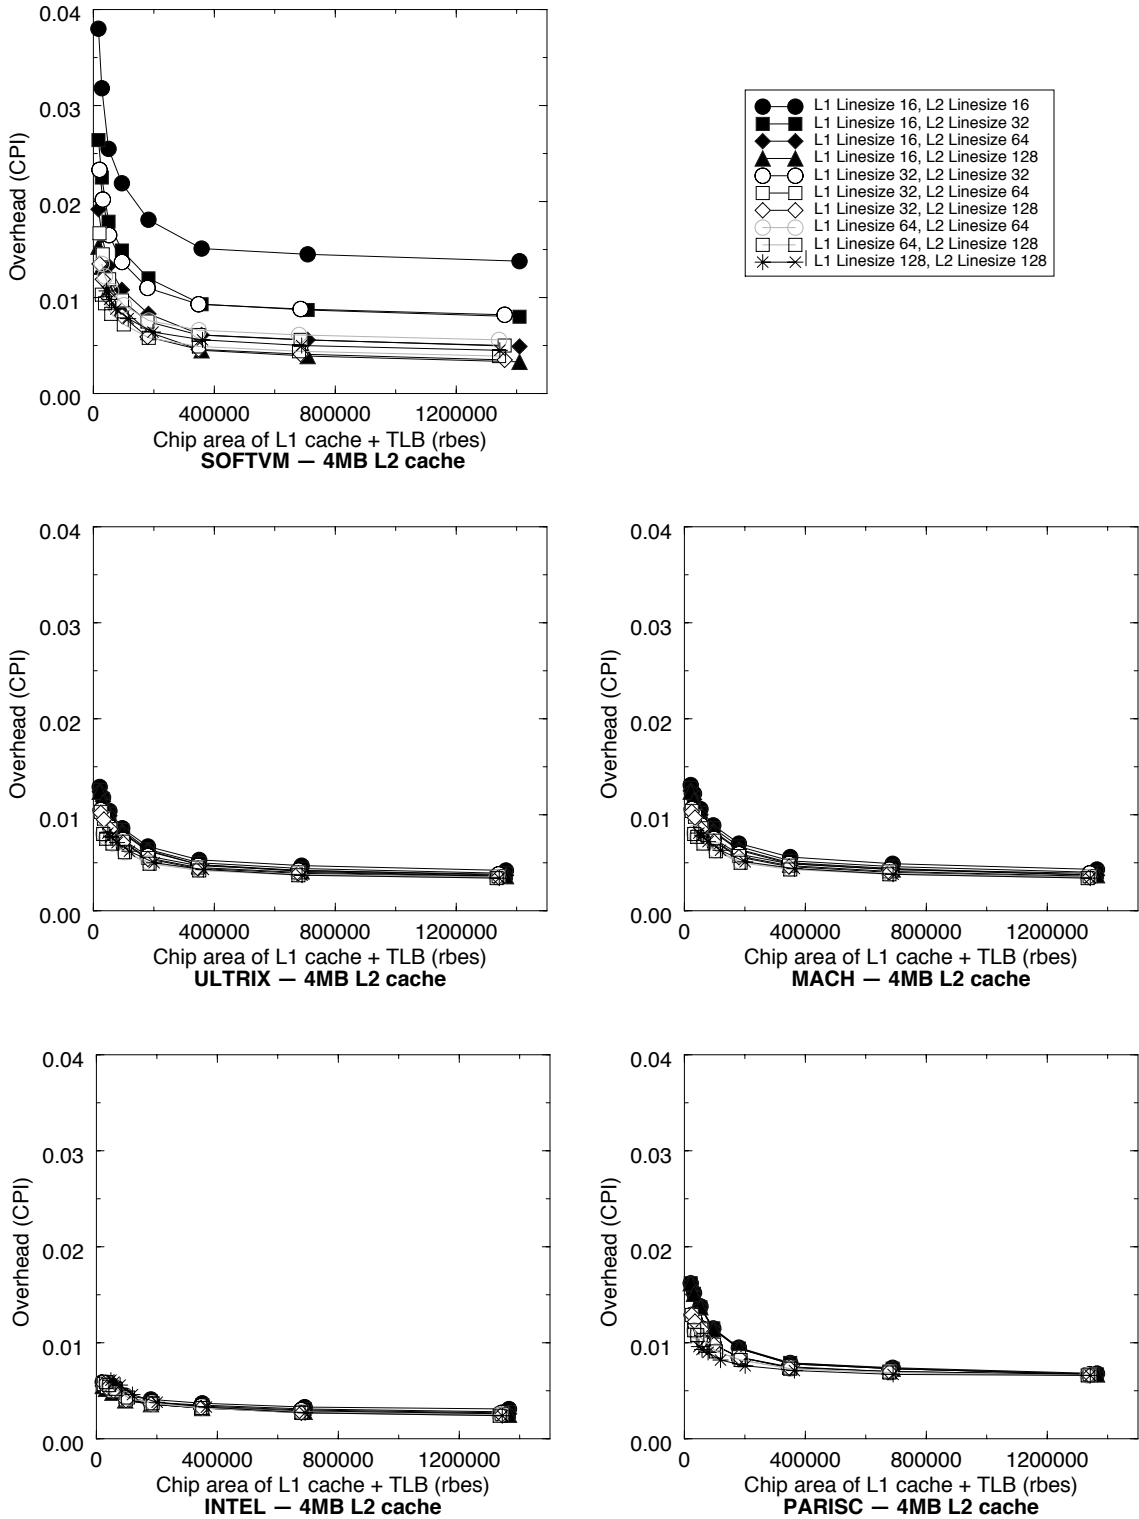 0.04
0.03
0.02
0.01
0.00
Overhead (CPI)
0 400000 800000 1200000
Chip area of L1 cache + TLB (rbes)
SOFTVM — 4MB L2 cache
L1 Linesize 16, L2 Linesize 16
L1 Linesize 16, L2 Linesize 32
L1 Linesize 16, L2 Linesize 64
L1 Linesize 16, L2 Linesize 128
L1 Linesize 32, L2 Linesize 32
L1 Linesize 32, L2 Linesize 64
L1 Linesize 32, L2 Linesize 128
L1 Linesize 64, L2 Linesize 64
L1 Linesize 64, L2 Linesize 128
L1 Linesize 128, L2 Linesize 128
0.04
0.03
0.02
0.01
0.00
Overhead (CPI)
0 400000 800000 1200000
Chip area of L1 cache + TLB (rbes)
ULTRIX — 4MB L2 cache
0.04
0.03
0.02
0.01
0.00
Overhead (CPI)
0 400000 800000 1200000
Chip area of L1 cache + TLB (rbes)
MACH — 4MB L2 cache
0.04
0.03
0.02
0.01
0.00
Overhead (CPI)
0 400000 800000 1200000
Chip area of L1 cache + TLB (rbes)
INTEL — 4MB L2 cache
0.04
0.03
0.02
0.01
0.00
Overhead (CPI)
0 400000 800000 1200000
Chip area of L1 cache + TLB (rbes)
PARISC — 4MB L2 cache